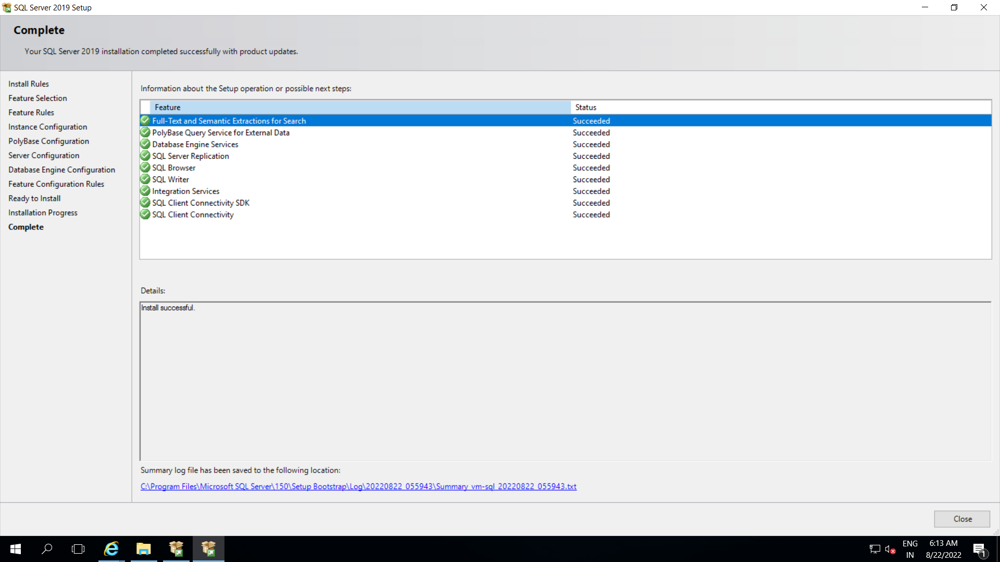 SQL Server 2019 Setup
Complete
Your SQL Server 2019 installation completed successfully with product updates.
Install Rules
Feature Selection
Feature Rules
Instance Configuration
PolyBase Configuration
Server Configuration
Database Engine Configuration
Feature Configuration Rules
Ready to Install
Installation Progress
Complete
Information about the Setup operation or possible next steps:
Feature Status
Full-Text and Semantic Extractions for Search Succeeded
PolyBase Query Service for External Data Succeeded
Database Engine Services Succeeded
SQL Server Replication Succeeded
SQL Browser Succeeded
SQL Writer Succeeded
Integration Services Succeeded
SQL Client Connectivity SDK Succeeded
SQL Client Connectivity Succeeded
Details:
Install successful.
Summary log file has been saved to the following location:
C:\Program Files\Microsoft SQL Server\150\Setup Bootstrap\Log\20220822_055943\Summary_vm-sql_20220822_055943.txt
Close
ENG 6:13 AM
IN 8/22/2022
1